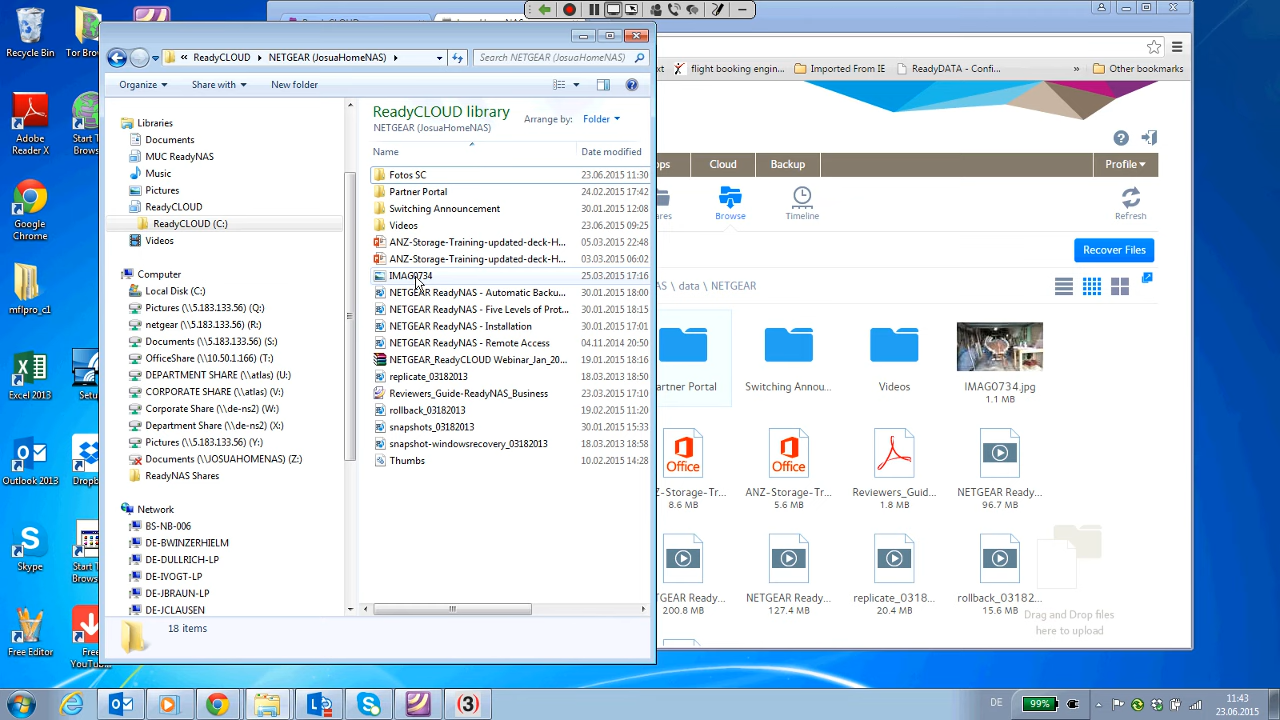 Recycle Bin
Tor Brow...
Adobe
Reader X
Start T
Brows..
Google
Chrome
mflpro_c1
Excel 2013
Setu
Outlook 2013
Dropb
Skype
Start T
Brows..
Free Editor
Free
YouTub...
« ReadyCLOUD ▸ NETGEAR (JosuaHomeNAS) ▸
Search NETGEAR (JosuaHomeNAS)
Organize
Share with
New folder
Libraries
Documents
MUC ReadyNAS
Music
Pictures
ReadyCLOUD
ReadyCLOUD (C:)
Videos
Computer
Local Disk (C:)
Pictures (\\5.183.133.56) (Q:)
netgear (\\5.183.133.56) (R:)
Documents (\\5.183.133.56) (S:)
OfficeShare (\\10.50.1.166) (T:)
DEPARTMENT SHARE (\\atlas) (U:)
CORPORATE SHARE (\\atlas) (V:)
Corporate Share (\\de-ns2) (W:)
Department Share (\\de-ns2) (X:)
Pictures (\\5.183.133.56) (Y:)
Documents (\\JOSUAHOMENAS) (Z:)
ReadyNAS Shares
Network
BS-NB-006
DE-BWINZERHIELM
DE-DULLRICH-LP
DE-IVOGT-LP
DE-JBRAUN-LP
DE-JCLAUSEN
ReadyCLOUD library
NETGEAR (JosuaHomeNAS)
Arrange by: Folder
Name Date modified
Fotos SC 23.06.2015 11:30
Partner Portal 24.02.2015 17:42
Switching Announcement 30.01.2015 12:08
Videos 23.06.2015 09:25
ANZ-Storage-Training-updated-deck-H... 05.03.2015 22:48
ANZ-Storage-Training-updated-deck-H... 03.03.2015 06:02
IMAG0734 25.03.2015 17:16
NETGEAR ReadyNAS - Automatic Backu... 30.01.2015 18:00
NETGEAR ReadyNAS - Five Levels of Prot... 30.01.2015 18:15
NETGEAR ReadyNAS - Installation 30.01.2015 17:01
NETGEAR ReadyNAS - Remote Access 04.11.2014 20:50
NETGEAR_ReadyCLOUD Webinar_Jan_20... 19.01.2015 18:16
replicate_03182013 18.03.2013 18:50
Reviewers_Guide-ReadyNAS_Business 23.03.2015 17:10
rollback_03182013 19.02.2015 11:20
snapshots_03182013 30.01.2015 15:33
snapshot-windowsrecovery_03182013 18.03.2013 18:58
Thumbs 10.02.2015 14:28
18 items
xt
flight booking engin...
Imported From IE
ReadyDATA - Confi...
»
Other bookmarks
pps
Cloud
Backup
Profile
ares
Browse
Timeline
Refresh
Recover Files
AS \ data \ NETGEAR
artner Portal
Switching Annou...
Videos
IMAG0734.jpg
1.1 MB
Z-Storage-Tr...
8.6 MB
ANZ-Storage-Tr...
5.6 MB
Reviewers_Guid...
1.8 MB
NETGEAR Ready...
96.7 MB
TGEAR Ready...
200.8 MB
NETGEAR Ready...
127.4 MB
replicate_0318...
20.4 MB
rollback_03182...
15.6 MB
Office
Office
Drag and Drop files
here to upload
DE
99%
11:43
23.06.2015
(3)